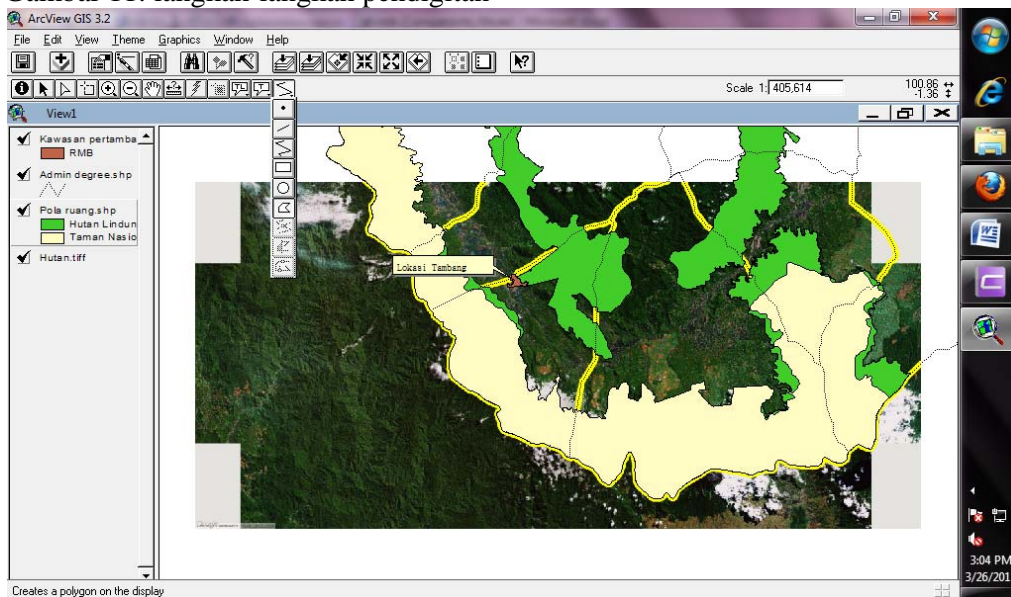 Gambar 11. langkah-langkah pendigitan
ArcView GIS 3.2
File Edit View Theme Graphics Window Help
Scale 1: 405,614
100.86
-1.36
View1
Kawasan pertamba
RMB
Admin degree.shp
Pola ruang.shp
Hutan Lindun
Taman Nasio
Hutan.tiff
Lokasi Tambang
3:04 PM
3/26/201
Creates a polygon on the display